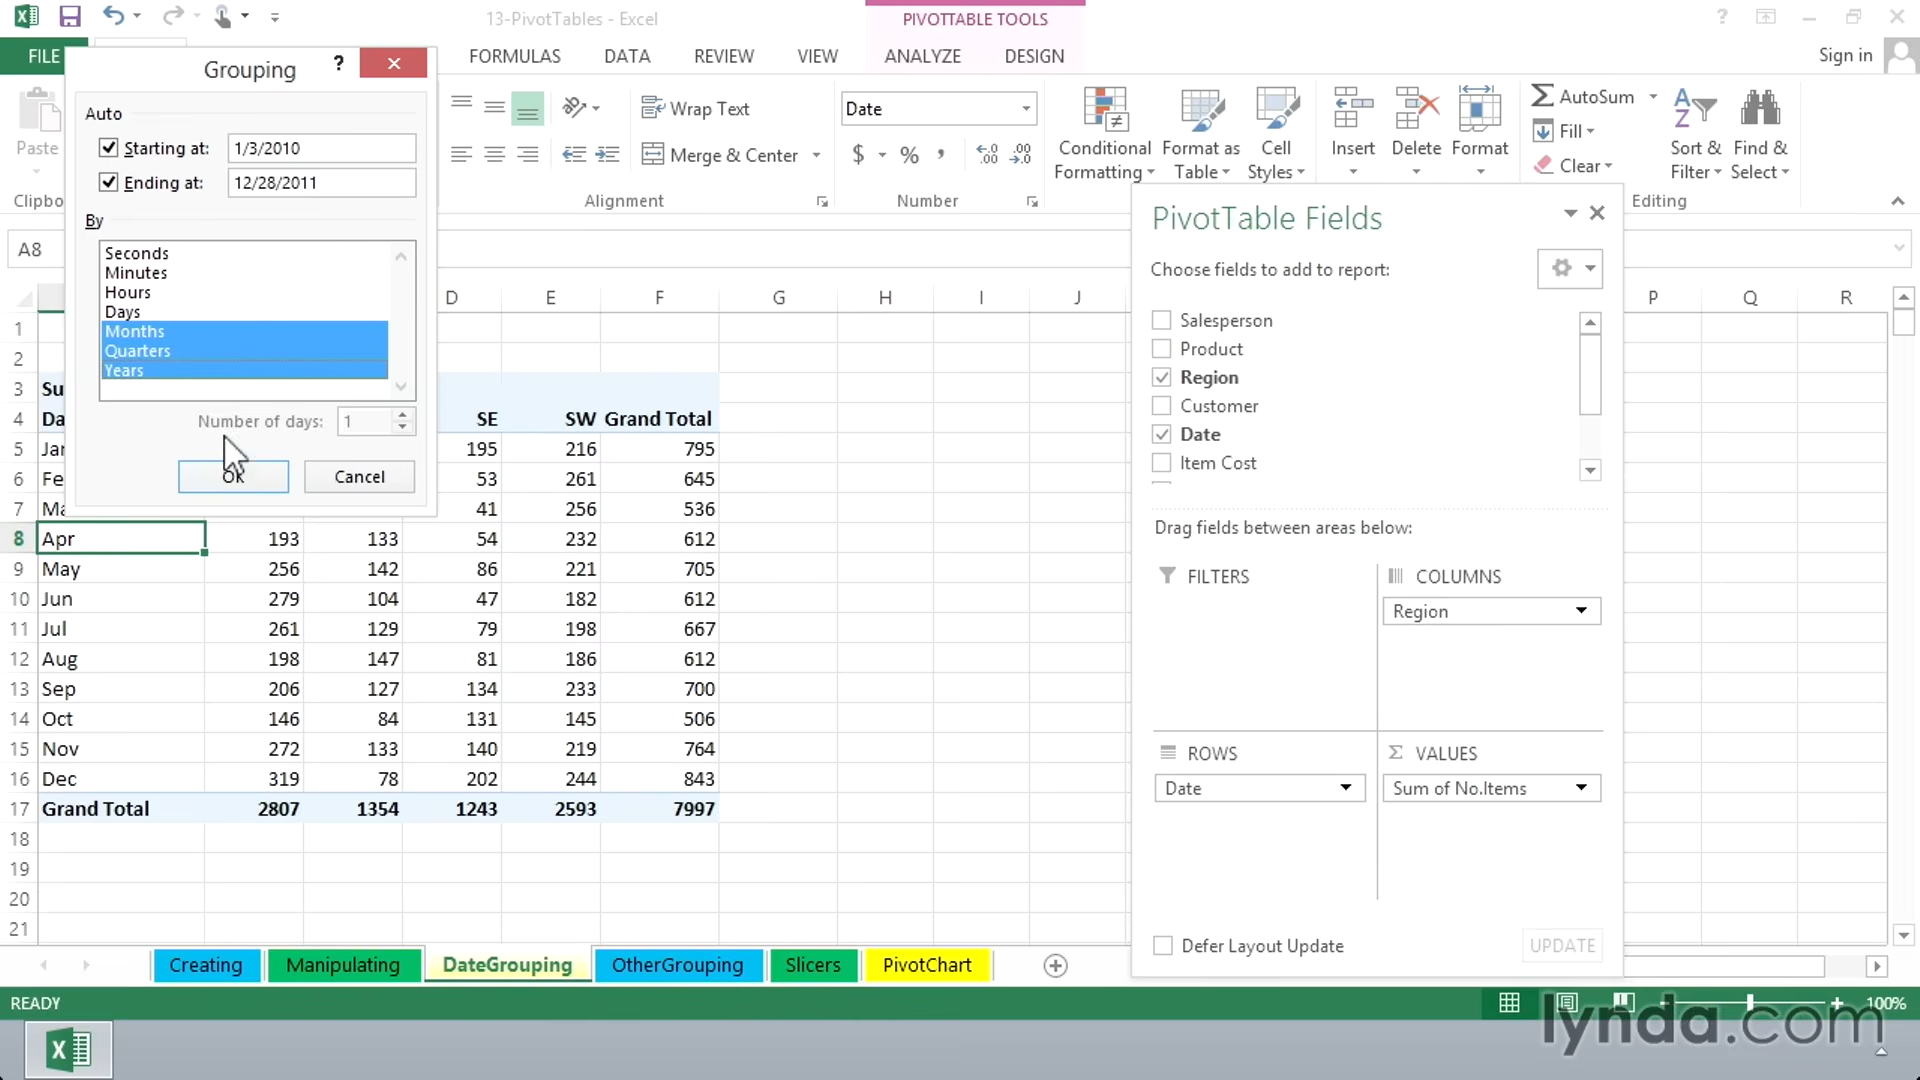 13-PivotTables - Excel
PIVOTTABLE TOOLS
?
FILE
FORMULAS
DATA
REVIEW
VIEW
ANALYZE
DESIGN
Sign in
Grouping
?
Auto
Starting at:
1/3/2010
Ending at:
12/28/2011
By
Seconds
Minutes
Hours
Days
Months
Quarters
Years
Number of days:
1
OK
Cancel
Paste
Clipbo
Wrap Text
Merge & Center
Alignment
Date
$ % ,
Number
Conditional Formatting
Format as Table
Cell Styles
Insert
Delete
Format
AutoSum
Fill
Clear
Sort & Filter
Find & Select
Editing
A8
D E F G H I J P Q R
1
2
3 Su
4 Da SE SW Grand Total
5 Jan 195 216 795
6 Fe 53 261 645
7 Ma 41 256 536
8 Apr 193 133 54 232 612
9 May 256 142 86 221 705
10 Jun 279 104 47 182 612
11 Jul 261 129 79 198 667
12 Aug 198 147 81 186 612
13 Sep 206 127 134 233 700
14 Oct 146 84 131 145 506
15 Nov 272 133 140 219 764
16 Dec 319 78 202 244 843
17 Grand Total 2807 1354 1243 2593 7997
18
19
20
21
PivotTable Fields
Choose fields to add to report:
Salesperson
Product
Region
Customer
Date
Item Cost
Drag fields between areas below:
FILTERS
COLUMNS
Region
ROWS
Date
VALUES
Sum of No.Items
Defer Layout Update
UPDATE
Creating
Manipulating
DateGrouping
OtherGrouping
Slicers
PivotChart
READY
100%
lynda.com